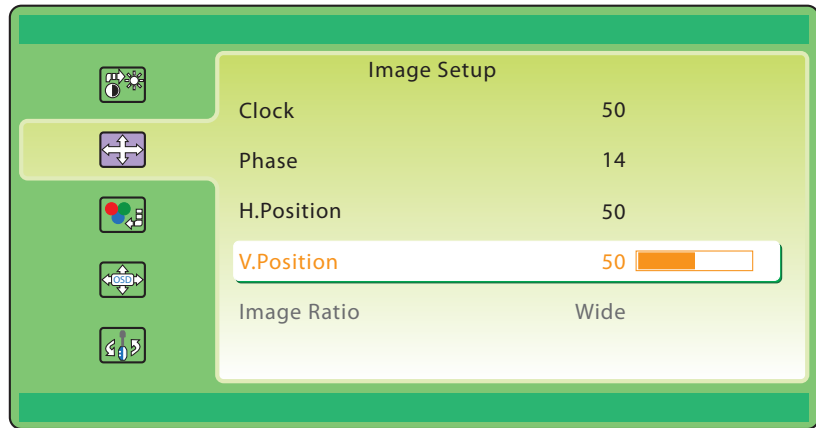 Image Setup
Clock 50
Phase 14
H.Position 50
V.Position 50
OSD
Image Ratio Wide